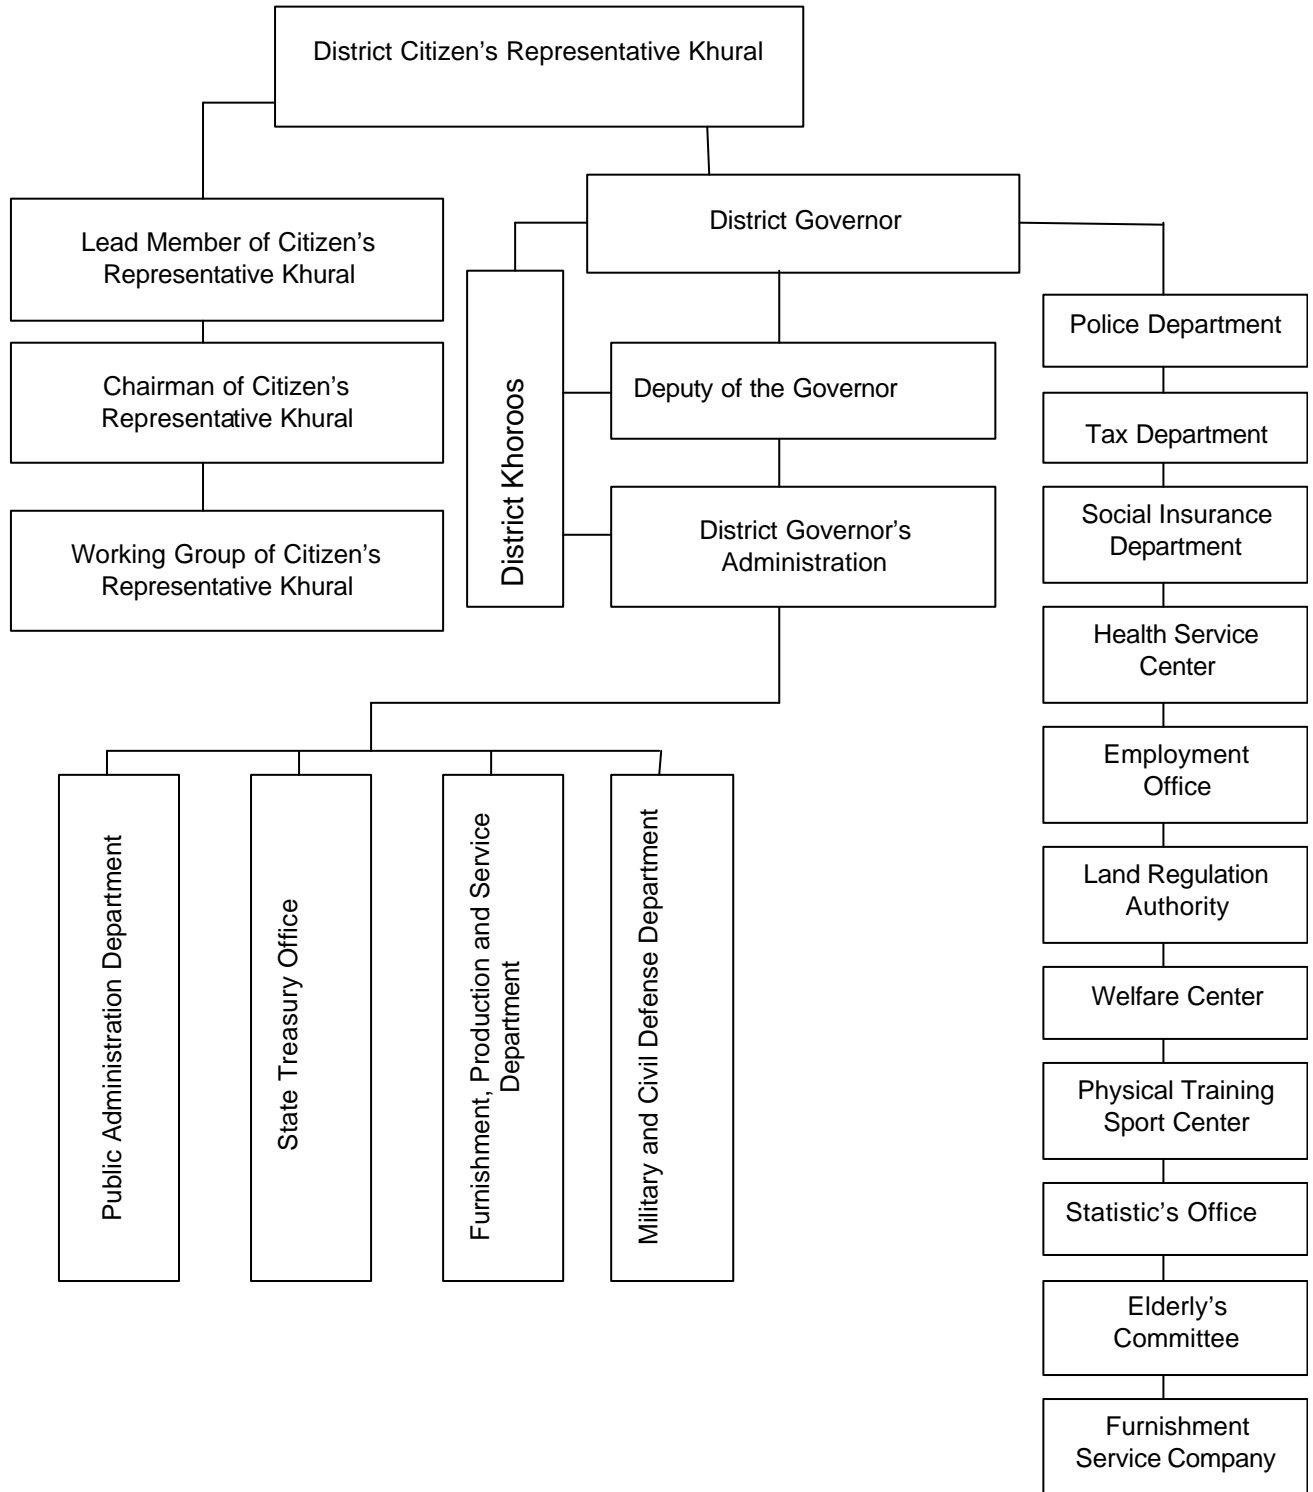 District Citizen’s Representative Khural
Lead Member of Citizen’s
Representative Khural
Chairman of Citizen’s
Representative Khural
Working Group of Citizen’s
Representative Khural
District Governor
District Khoroos
Deputy of the Governor
District Governor’s
Administration
Public Administration Department
State Treasury Office
Furnishment, Production and Service
Department
Military and Civil Defense Department
Police Department
Tax Department
Social Insurance
Department
Health Service
Center
Employment
Office
Land Regulation
Authority
Welfare Center
Physical Training
Sport Center
Statistic’s Office
Elderly’s
Committee
Furnishment
Service Company